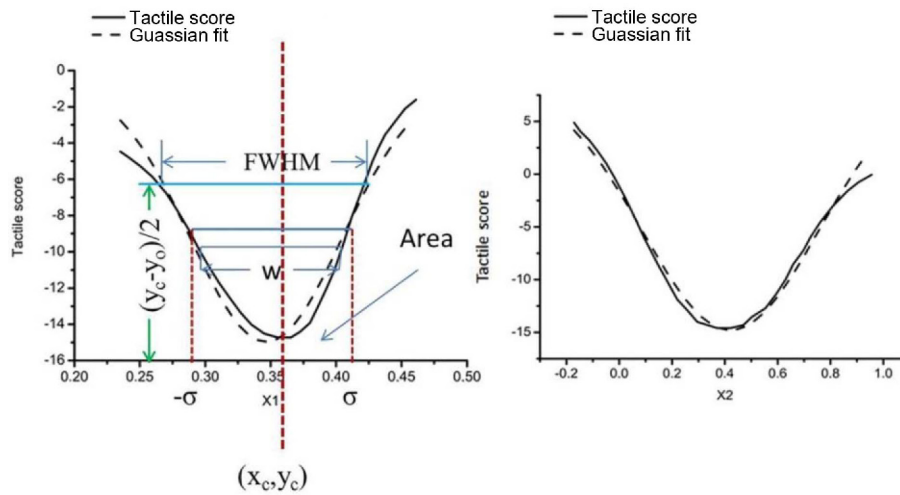 Tactile score
Guassian fit
0
-2
-4
-6
-8
-10
-12
-14
-16
Tactile score
FWHM
(yc-yo)/2
w
Area
0.20 0.25 0.30 0.35 0.40 0.45 0.50
-σ X1 σ
(xc,yc)
Tactile score
Guassian fit
5
0
-5
-10
-15
Tactile score
-0.2 0.0 0.2 0.4 0.6 0.8 1.0
X2